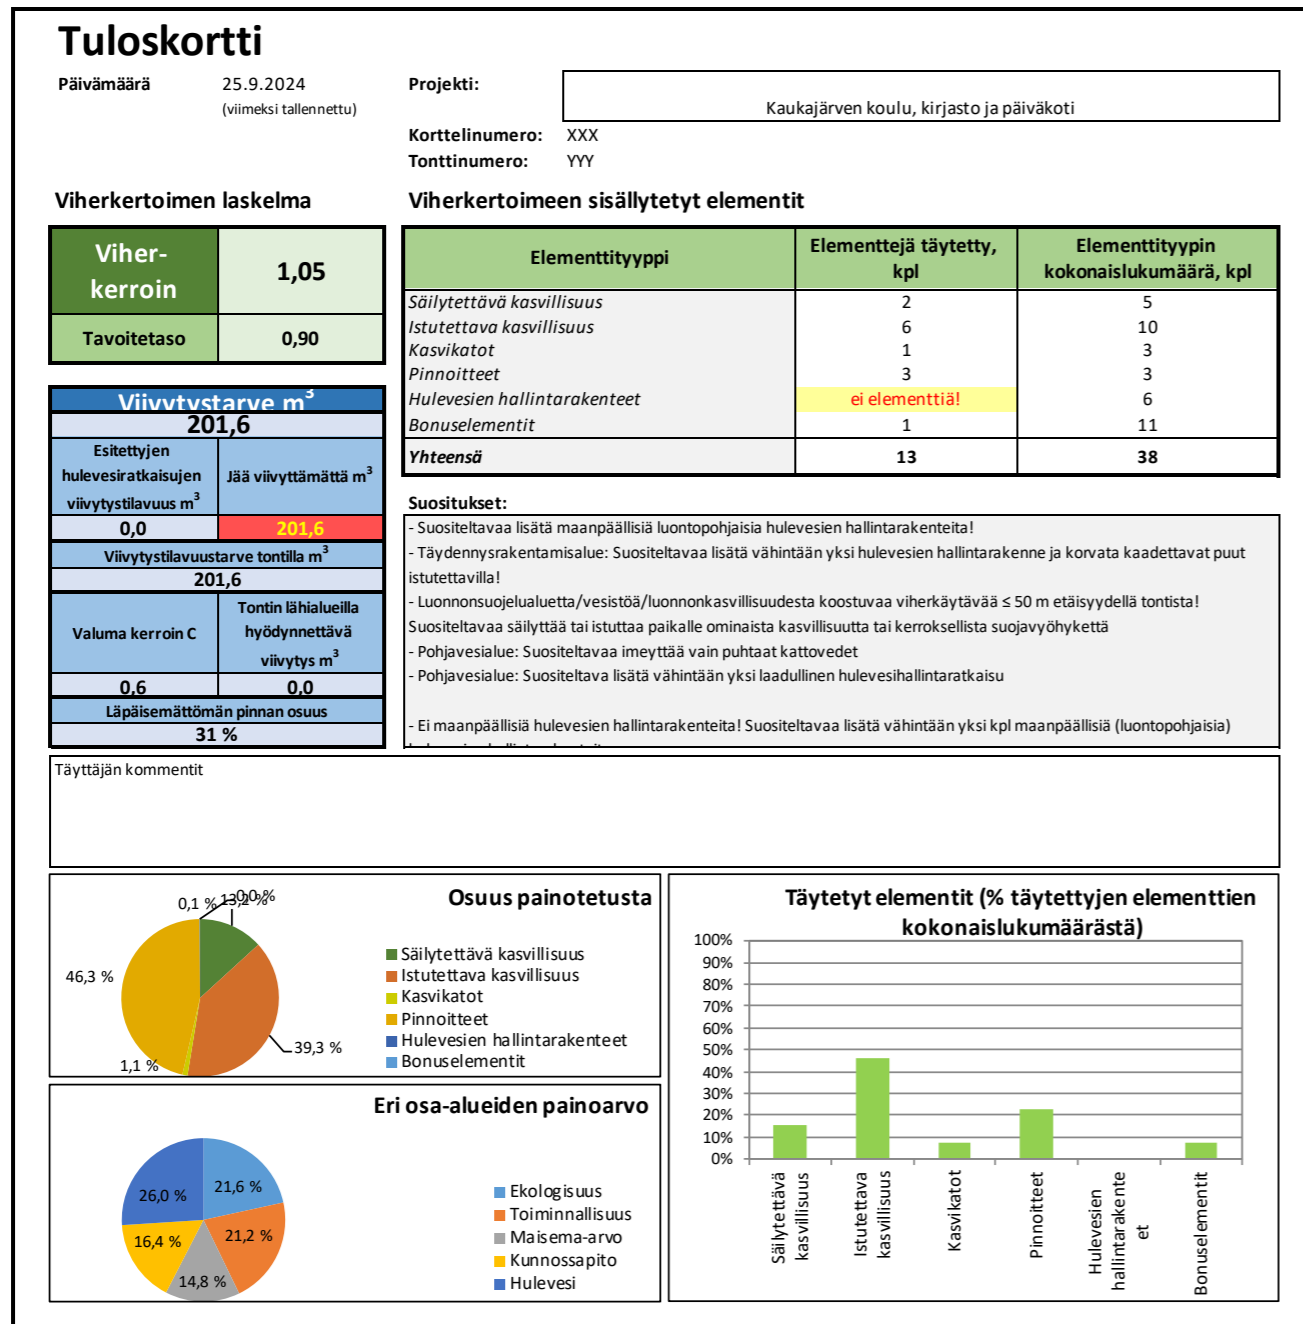 Tuloskortti
Päivämäärä 25.9.2024 Projekti:
(viimeksi tallennettu) Kaukajärven koulu, kirjasto ja päiväkoti
Korttelinumero: XXX
Tonttinumero: YYY
Viherkertoimen laskelma
Viher-
kerroin 1,05
Tavoitetaso 0,90
Viivytystarve m³
201,6
Esitettyjen
hulevesiratkaisujen
viivytystilavuus m³
Jää viivyttämättä m³
0,0 201,6
Viivytystilavuustarve tontilla m³
201,6
Valuma kerroin C
Tontin lähialueilla
hyödynnettävä
viivytys m³
0,6 0,0
Läpäisemättömän pinnan osuus
31 %
Viherkertoimeen sisällytetyt elementit
Elementtityyppi
Elementtejä täytetty,
kpl
Elementtityypin
kokonaislukumäärä, kpl
Säilytettävä kasvillisuus 2 5
Istutettava kasvillisuus 6 10
Kasvikatot 1 3
Pinnoitteet 3 3
Hulevesien hallintarakenteet ei elementtiä! 6
Bonuselementit 1 11
Yhteensä 13 38
Suositukset:
- Suositeltavaa lisätä maanpäällisiä luontopohjaisia hulevesien hallintarakenteita!
- Täydennysrakentamisalue: Suositeltavaa lisätä vähintään yksi hulevesien hallintarakenne ja korvata kaadettavat puut
istutettavilla!
- Luonnonsuojelualuetta/vesistöä/luonnonkasvillisuudesta koostuvaa viherkäytävää ≤ 50 m etäisyydellä tontista!
Suositeltavaa säilyttää tai istuttaa paikalle ominaista kasvillisuutta tai kerroksellista suojavyöhykettä
- Pohjavesialue: Suositeltavaa imeyttää vain puhtaat kattovedet
- Pohjavesialue: Suositeltava lisätä vähintään yksi laadullinen hulevesihallintaratkaisu
- Ei maanpäällisiä hulevesien hallintarakenteita! Suositeltavaa lisätä vähintään yksi kpl maanpäällisiä (luontopohjaisia)
Täyttäjän kommentit
Osuus painotetusta
0,1 % 0,0 %
13,2 %
46,3 %
39,3 %
1,1 %
Säilytettävä kasvillisuus
Istutettava kasvillisuus
Kasvikatot
Pinnoitteet
Hulevesien hallintarakenteet
Bonuselementit
Eri osa-alueiden painoarvo
26,0 % 21,6 %
16,4 % 21,2 %
14,8 %
Ekologisuus
Toiminnallisuus
Maisema-arvo
Kunnossapito
Hulevesi
Täytetyt elementit (% täytettyjen elementtien
kokonaislukumäärästä)
100%
90%
80%
70%
60%
50%
40%
30%
20%
10%
0%
Säilytettävä
kasvillisuus
Istutettava
kasvillisuus
Kasvikatot
Pinnoitteet
Hulevesien
hallintarakente
et
Bonuselementit